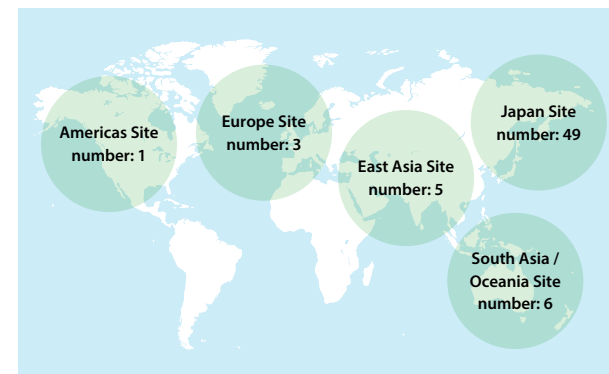 Americas Site
number: 1
Europe Site
number: 3
East Asia Site
number: 5
Japan Site
number: 49
South Asia /
Oceania Site
number: 6